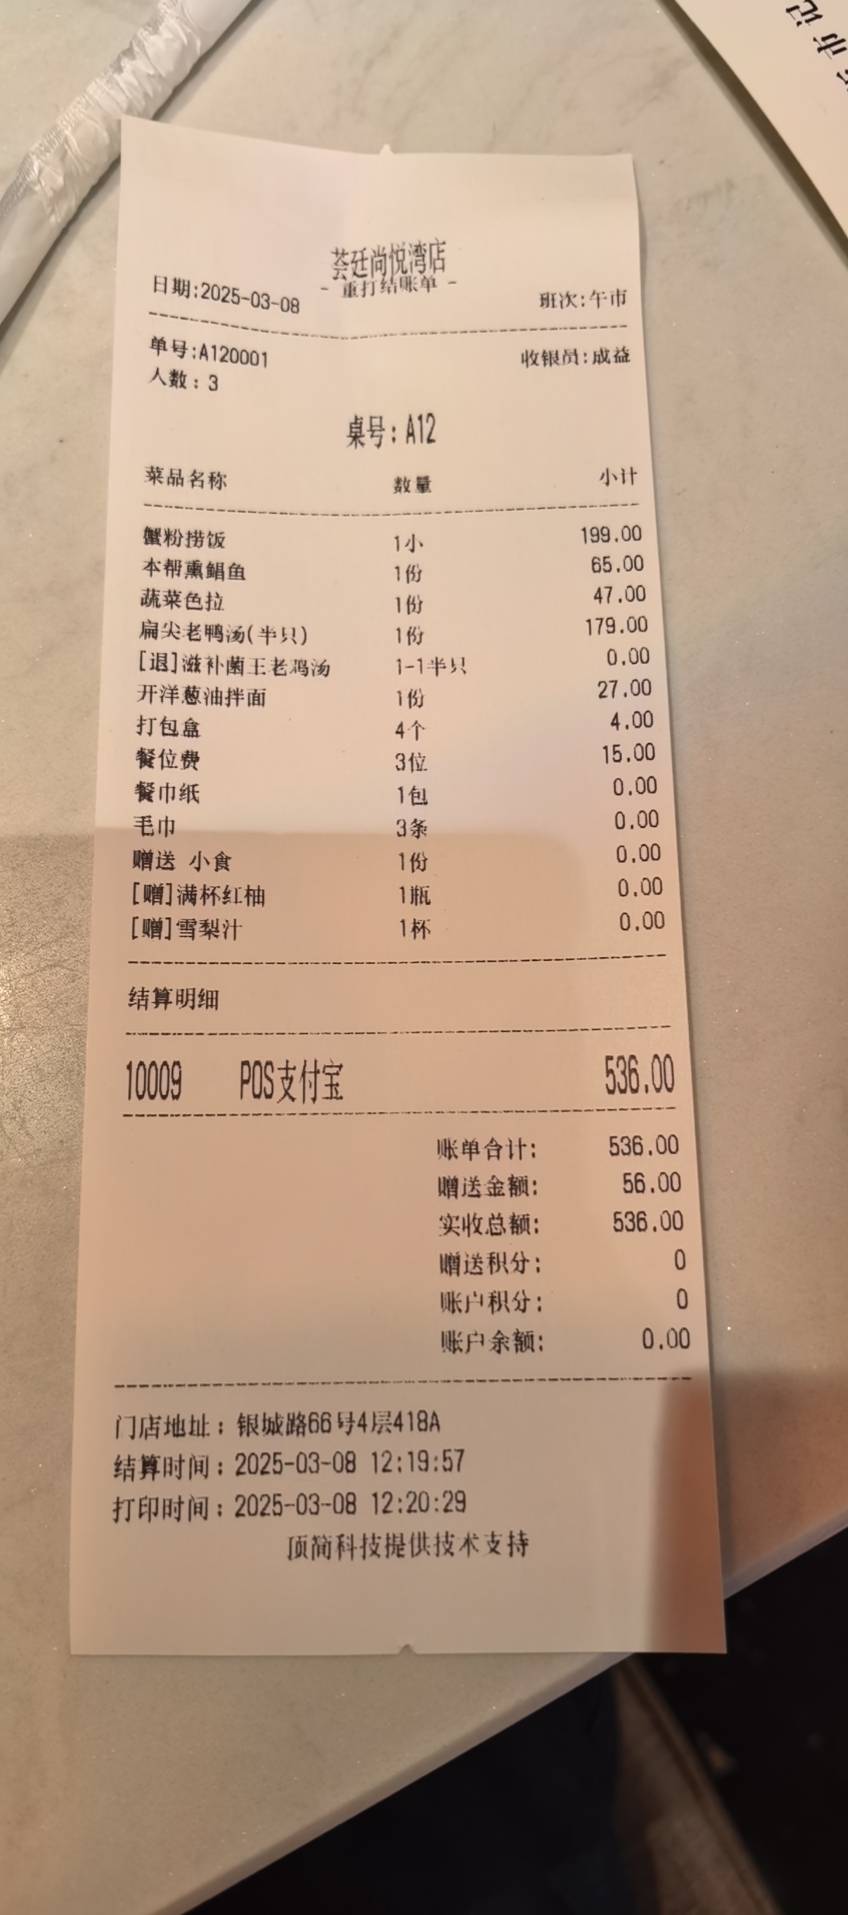 市记
荟廷尚悦湾店
- 重打结账单 -
日期:2025-03-08 班次:午市
单号:A120001 收银员:成益
人数:3
桌号:A12
菜品名称 数量 小计
蟹粉捞饭 1小 199.00
本帮熏鲳鱼 1份 65.00
蔬菜色拉 1份 47.00
扁尖老鸭汤(半只) 1份 179.00
[退]滋补菌王老鸡汤 1-1半只 0.00
开洋葱油拌面 1份 27.00
打包盒 4个 4.00
餐位费 3位 15.00
餐巾纸 1包 0.00
毛巾 3条 0.00
赠送 小食 1份 0.00
[赠]满杯红柚 1瓶 0.00
[赠]雪梨汁 1杯 0.00
结算明细
10009 POS支付宝 536.00
账单合计: 536.00
赠送金额: 56.00
实收总额: 536.00
赠送积分: 0
账户积分: 0
账户余额: 0.00
门店地址:银城路66号4层418A
结算时间:2025-03-08 12:19:57
打印时间:2025-03-08 12:20:29
顶简科技提供技术支持